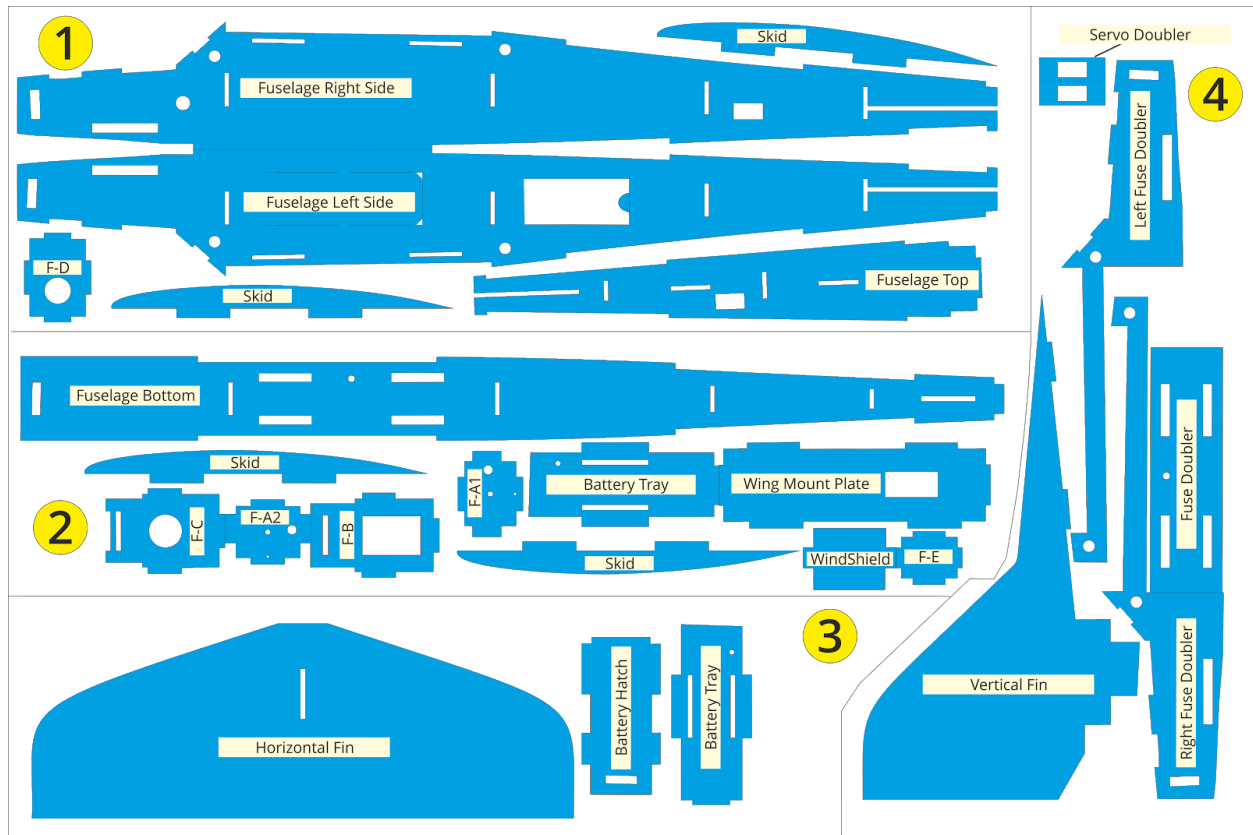 1
Skid
Fuselage Right Side
Fuselage Left Side
F-D
Skid
Fuselage Top
Fuselage Bottom
Skid
2
F-C
F-A2
F-B
F-A1
Battery Tray
Wing Mount Plate
Skid
WindShield
F-E
3
Horizontal Fin
Battery Hatch
Battery Tray
Servo Doubler
4
Left Fuse Doubler
Fuse Doubler
Vertical Fin
Right Fuse Doubler